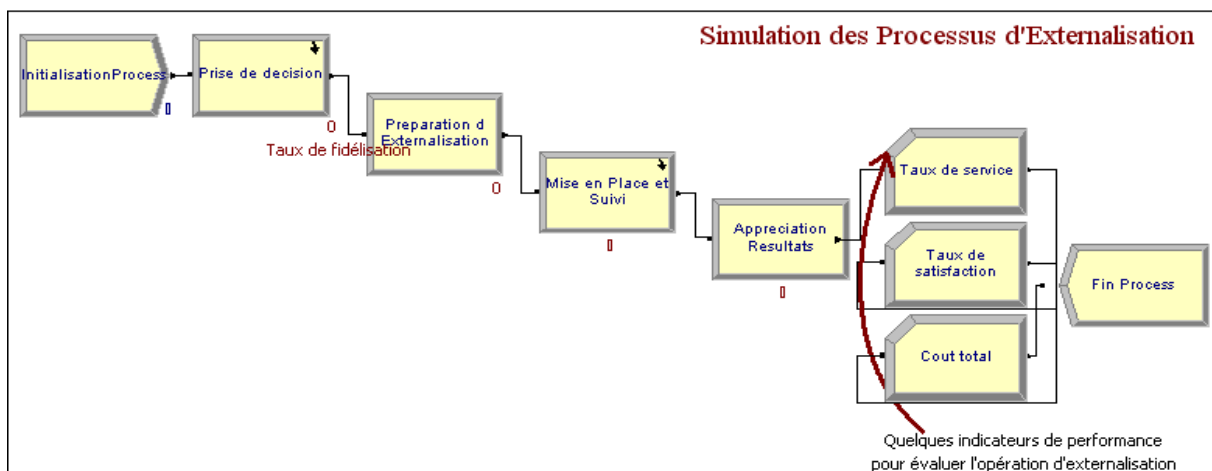 Simulation des Processus d'Externalisation
InitialisationProcess
Prise de decision
0
0
Taux de fidélisation
Preparation d
Externalisation
0
Mise en Place et
Suivi
0
Appreciation
Resultats
0
Taux de service
Taux de
satisfaction
Cout total
Fin Process
Quelques indicateurs de performance
pour évaluer l'opération d'externalisation